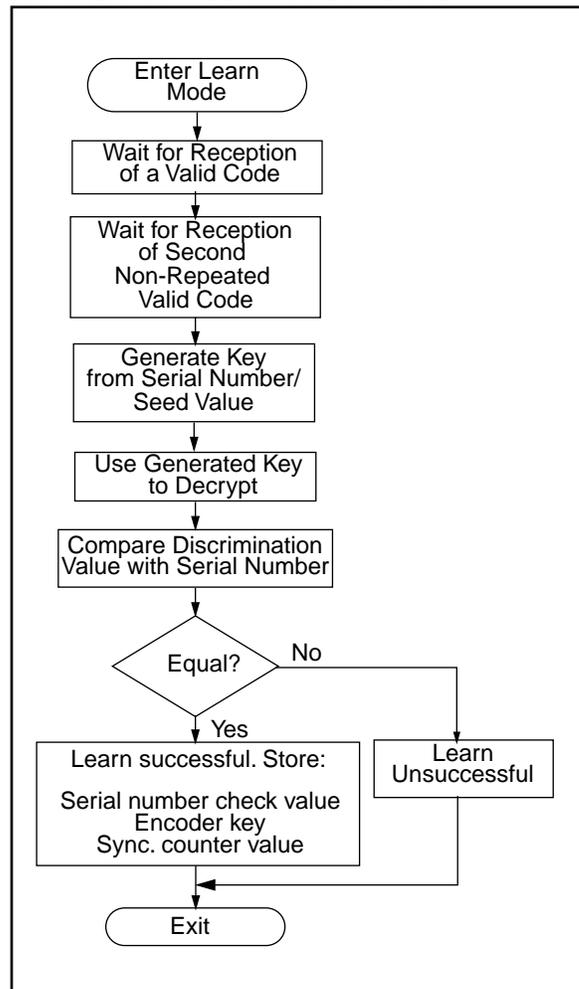 Enter Learn
Mode
Wait for Reception
of a Valid Code
Wait for Reception
of Second
Non-Repeated
Valid Code
Generate Key
from Serial Number/
Seed Value
Use Generated Key
to Decrypt
Compare Discrimination
Value with Serial Number
Equal?
No
Yes
Learn successful. Store:
Serial number check value
Encoder key
Sync. counter value
Learn
Unsuccessful
Exit